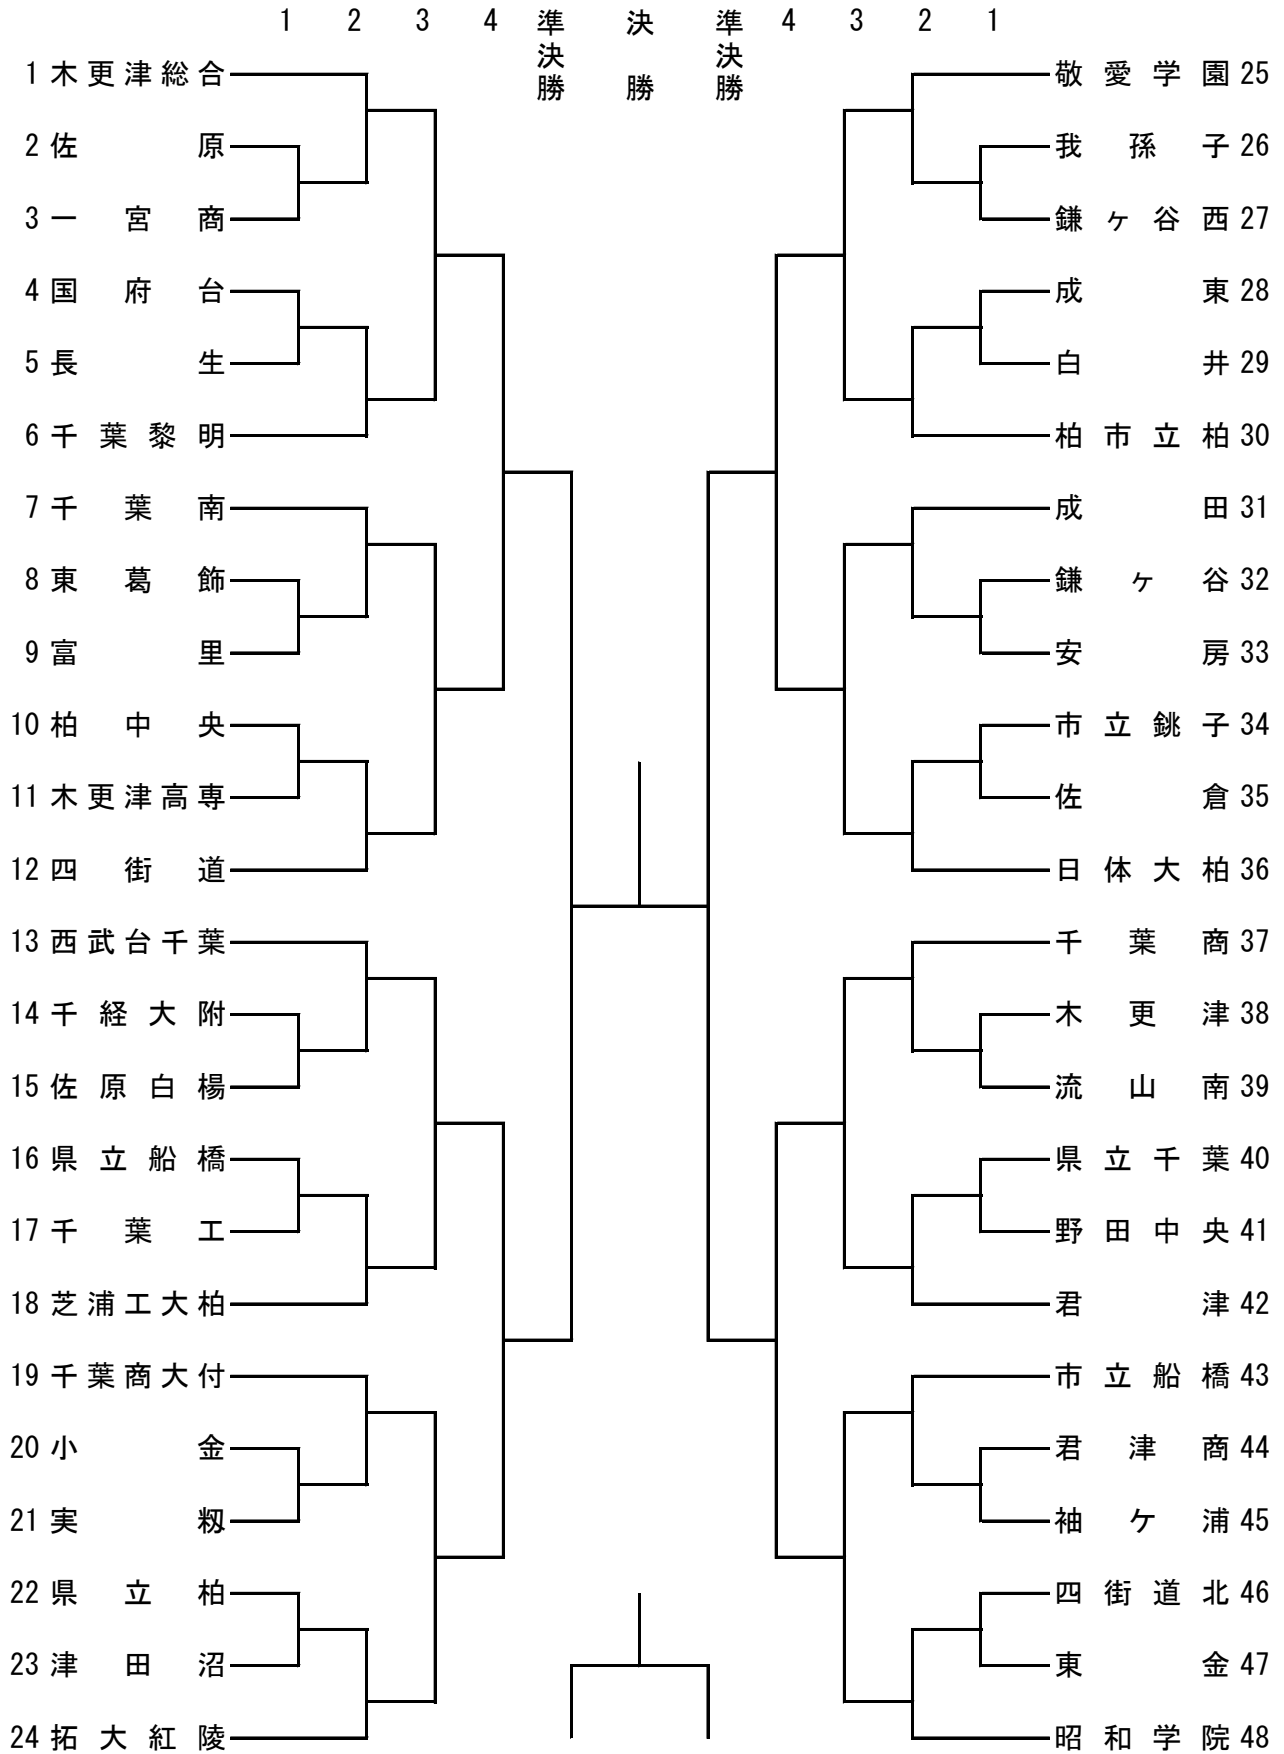 1 2 3 4 準決勝 決勝 準決勝 4 3 2 1
1 木更津総合 敬愛学園 25
2 佐原 我孫子 26
3 一宮商 鎌ヶ谷西 27
4 国府台 成東 28
5 長生 白井 29
6 千葉黎明 柏市立柏 30
7 千葉南 成田 31
8 東葛飾 鎌ヶ谷 32
9 富里 安房 33
10 柏中央 市立銚子 34
11 木更津高専 佐倉 35
12 四街道 日体大柏 36
13 西武台千葉 千葉商 37
14 千経大附 木更津 38
15 佐原白楊 流山南 39
16 県立船橋 県立千葉 40
17 千葉工 野田中央 41
18 芝浦工大柏 君津 42
19 千葉商大付 市立船橋 43
20 小金 君津商 44
21 実籾 袖ケ浦 45
22 県立柏 四街道北 46
23 津田沼 東金 47
24 拓大紅陵 昭和学院 48